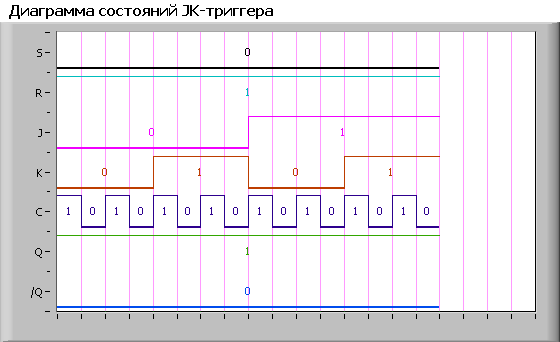 Диаграмма состояний JK-триггера
S 0
R 1
J 0 1
K 0 1 0 1
C 1 0 1 0 1 0 1 0 1 0 1 0 1 0 1 0
Q 1
/Q 0